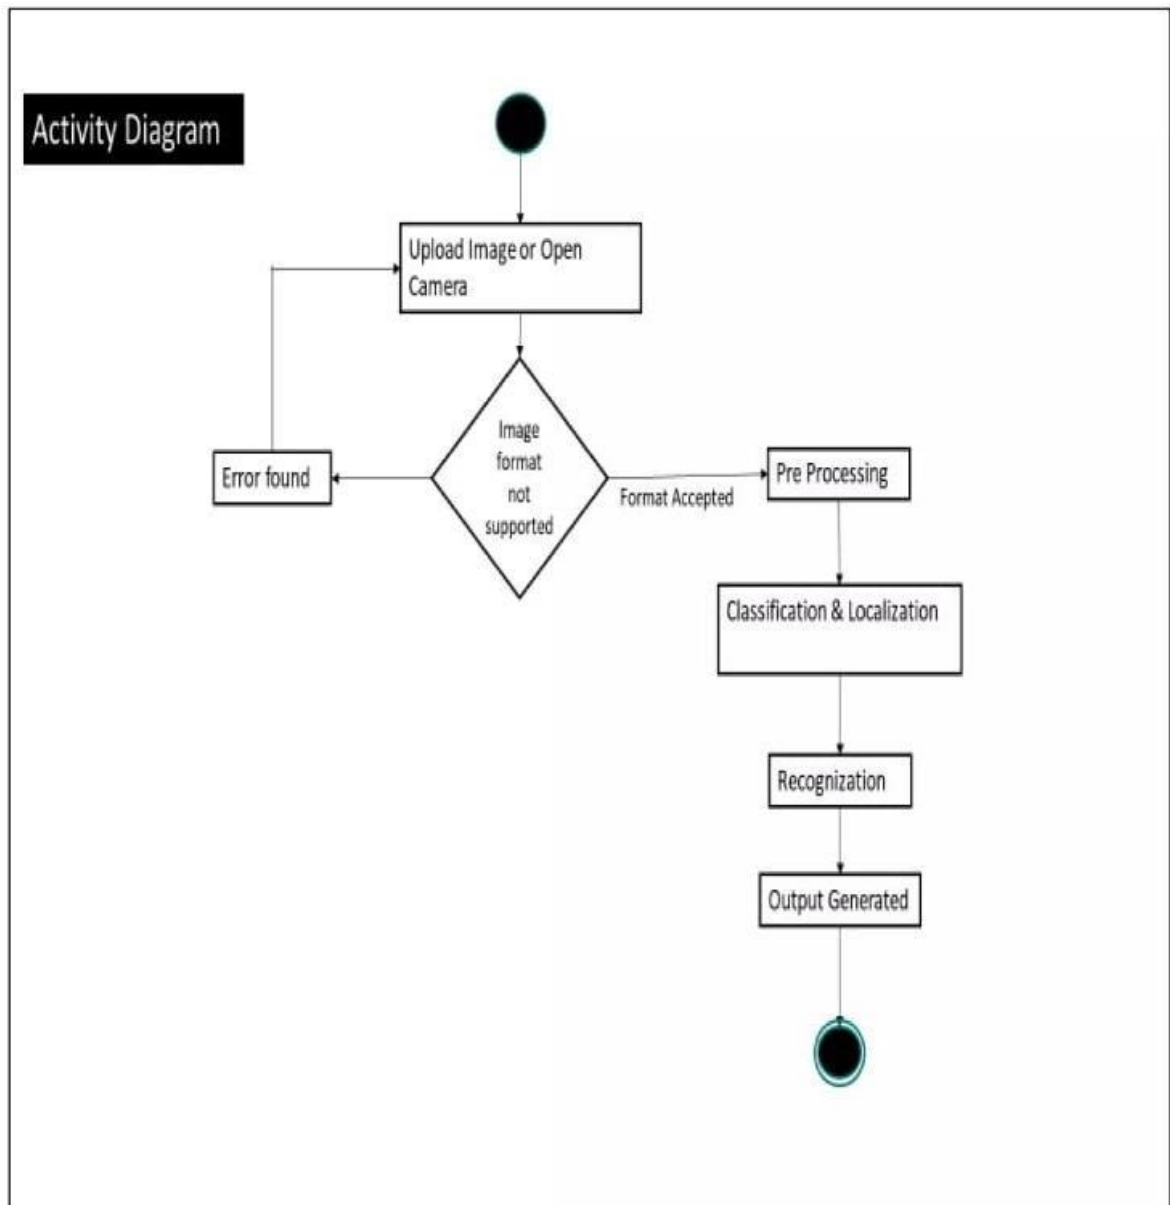 Activity Diagram
Upload Image or Open
Camera
Image
format
not
supported
Error found
Format Accepted
Pre Processing
Classification & Localization
Recognization
Output Generated